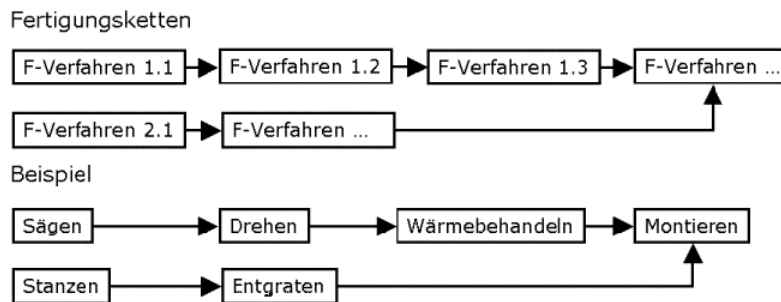 Fertigungsketten
F-Verfahren 1.1 F-Verfahren 1.2 F-Verfahren 1.3 F-Verfahren ...
F-Verfahren 2.1 F-Verfahren ...
Beispiel
Sägen Drehen Wärmebehandeln Montieren
Stanzen Entgraten